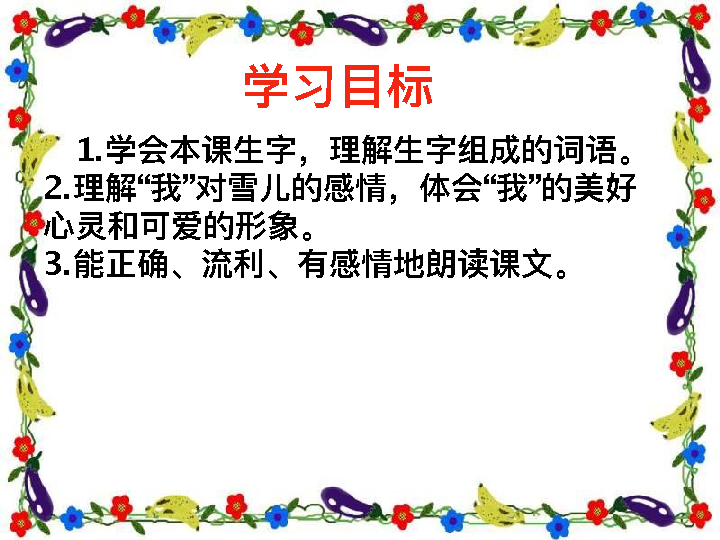 学习目标
1.学会本课生字，理解生字组成的词语。
2.理解“我”对雪儿的感情，体会“我”的美好
心灵和可爱的形象。
3.能正确、流利、有感情地朗读课文。